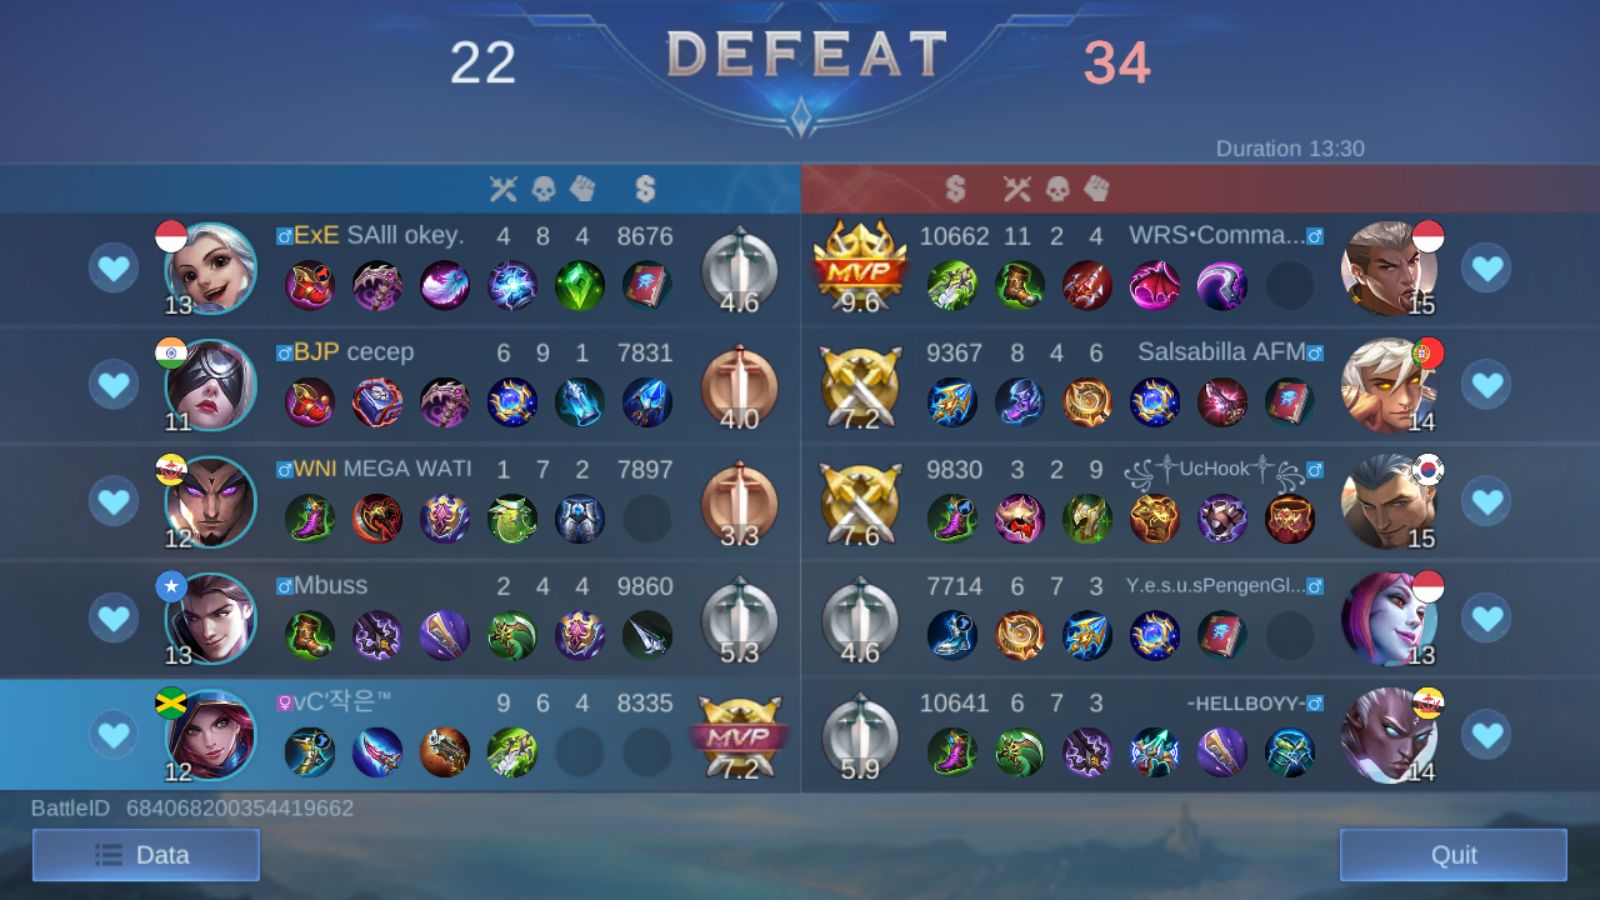 22 DEFEAT 34
Duration 13:30
ExE SAlll okey. 4 8 4 8676
13 4.6
MVP 9.6
10662 11 2 4 WRS•Comma...
15
BJP cecep 6 9 1 7831
11 4.0
7.2
9367 8 4 6 Salsabilla AFM
14
WNI MEGA WATI 1 7 2 7897
12 3.3
7.6
9830 3 2 9 UcHook
15
Mbuss 2 4 4 9860
13 5.3
4.6
7714 6 7 3 Y.e.s.u.sPengenGl...
13
vC'작은™ 9 6 4 8335
12 MVP 7.2
5.9
10641 6 7 3 -HELLBOYY-
14
BattleID 684068200354419662
Data
Quit